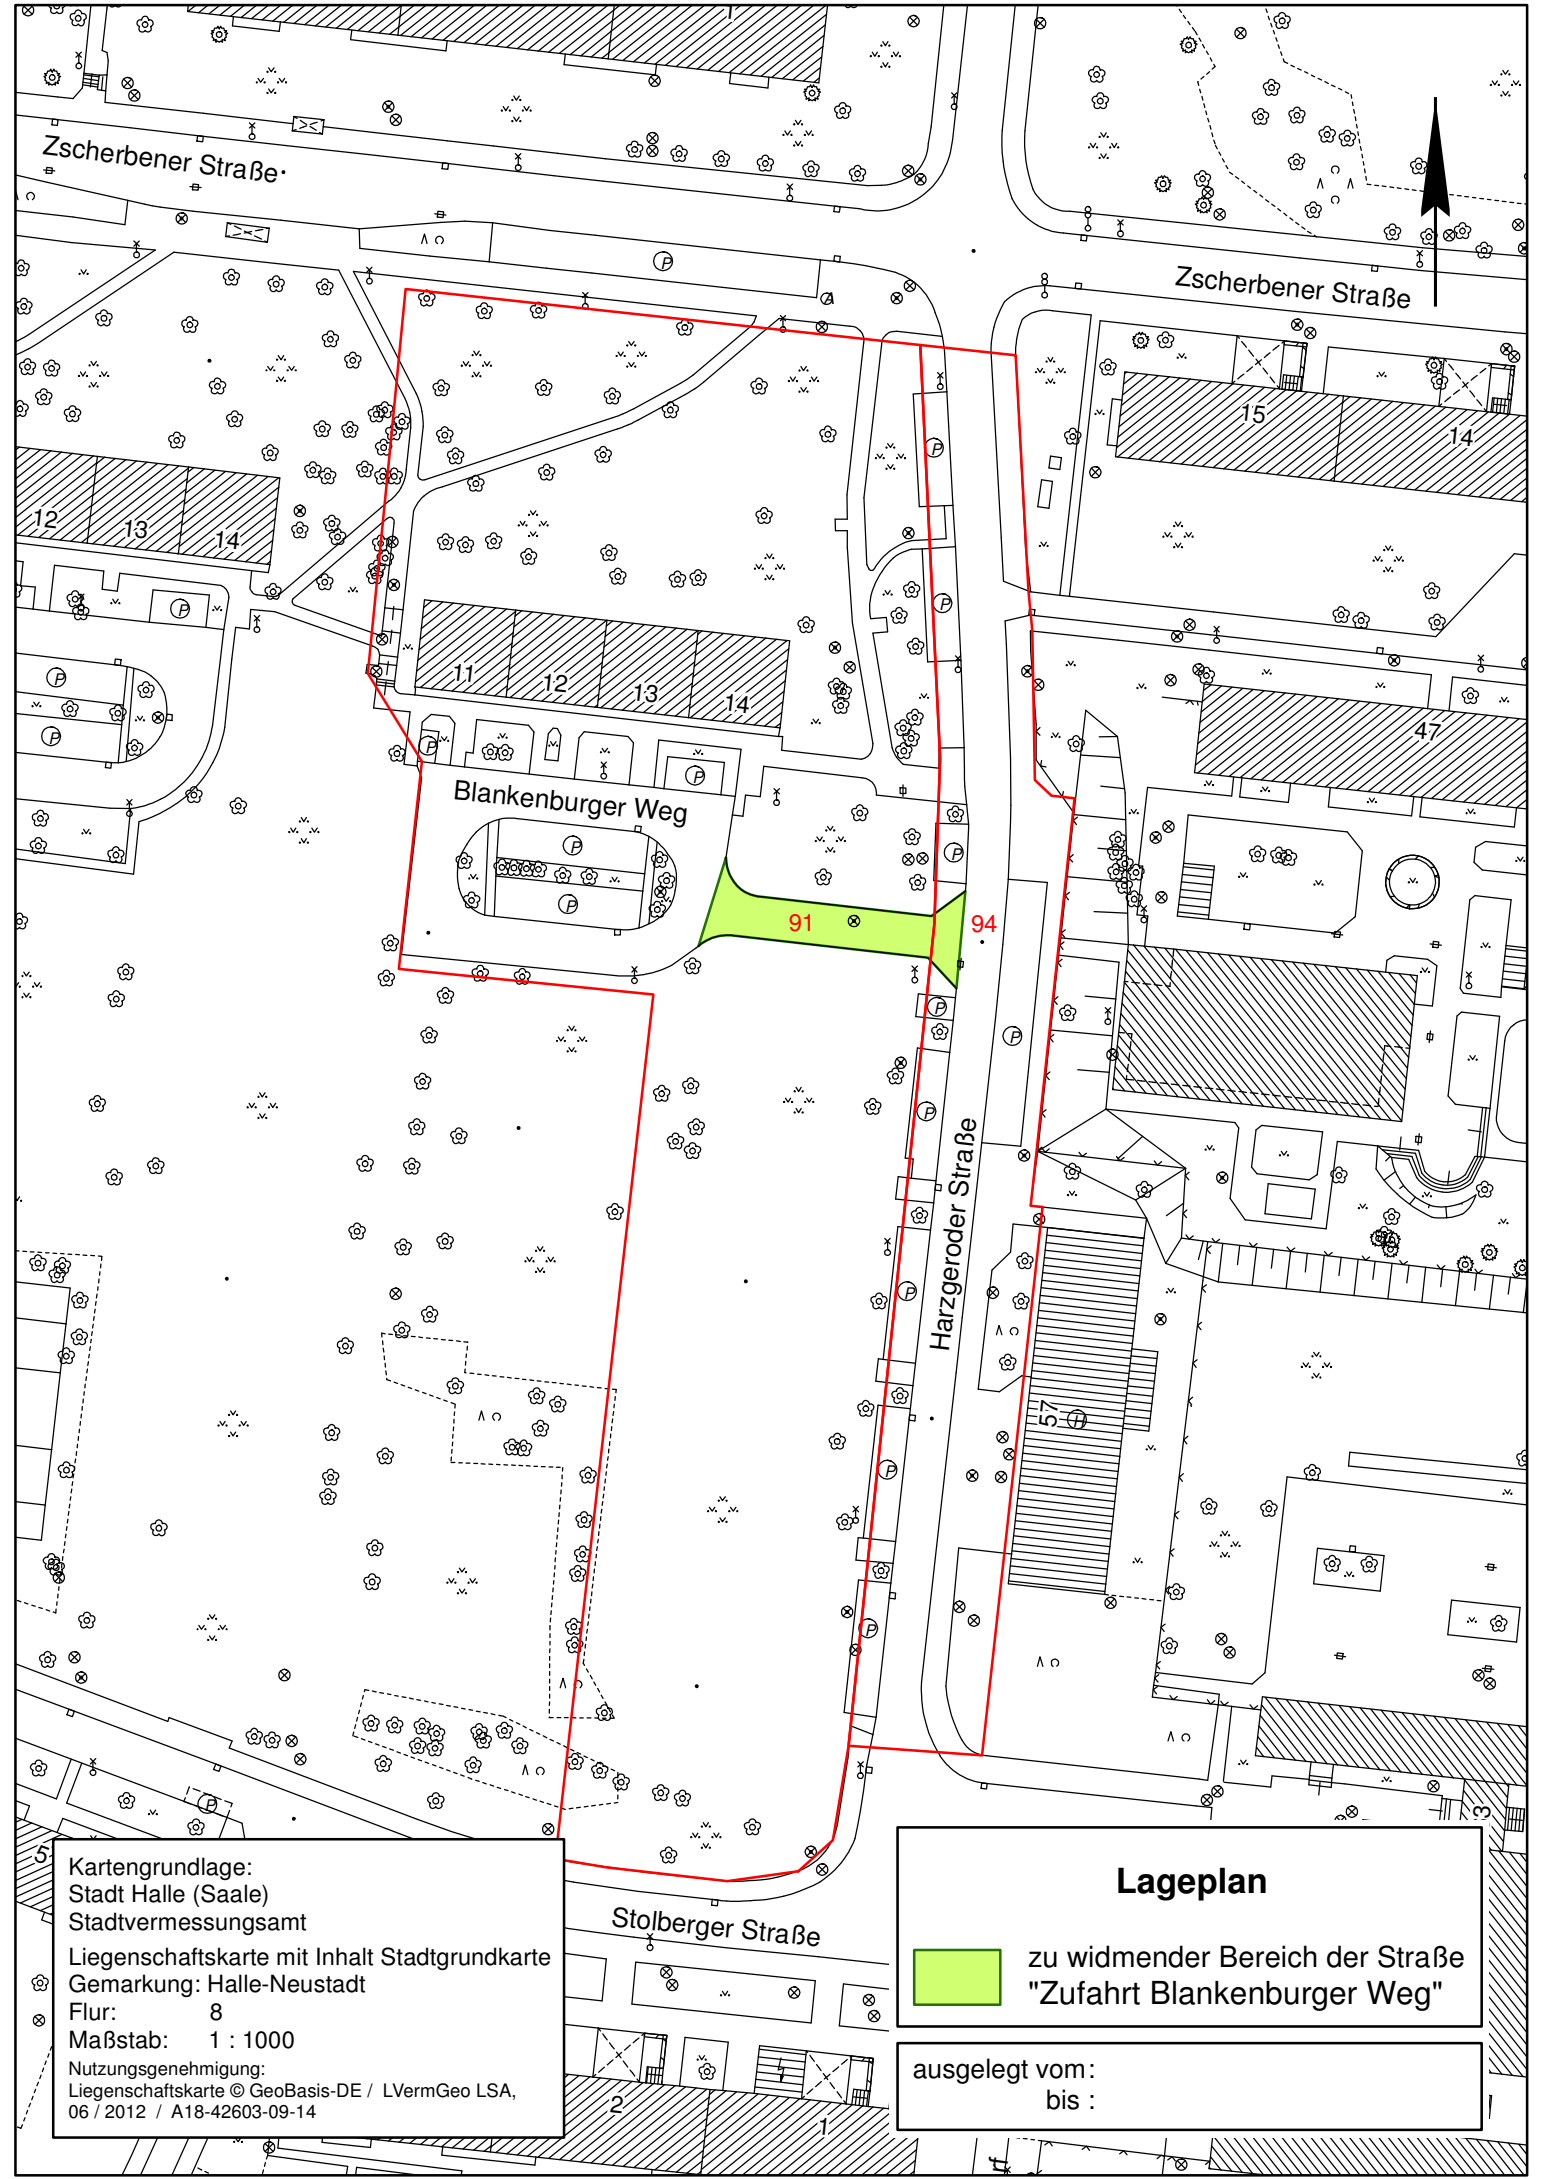 1
Zscherbener Straße
Zscherbener Straße
P
A
15
14
12
13
14
P
P
P
P
11
12
13
14
47
P
P
P
P
Blankenburger Weg
P
P
P
91
94
P
P
P
Harzgeroder Straße
P
57
H
P
P
P
5
3
Kartengrundlage:
Stadt Halle (Saale)
Stadtvermessungsamt
Liegenschaftskarte mit Inhalt Stadtgrundkarte
Gemarkung: Halle-Neustadt
Flur: 8
Maßstab: 1 : 1000
Nutzungsgenehmigung:
Liegenschaftskarte © GeoBasis-DE / LVermGeo LSA,
06 / 2012 / A18-42603-09-14
Stolberger Straße
Lageplan
zu widmender Bereich der Straße
"Zufahrt Blankenburger Weg"
ausgelegt vom:
bis :
2
1